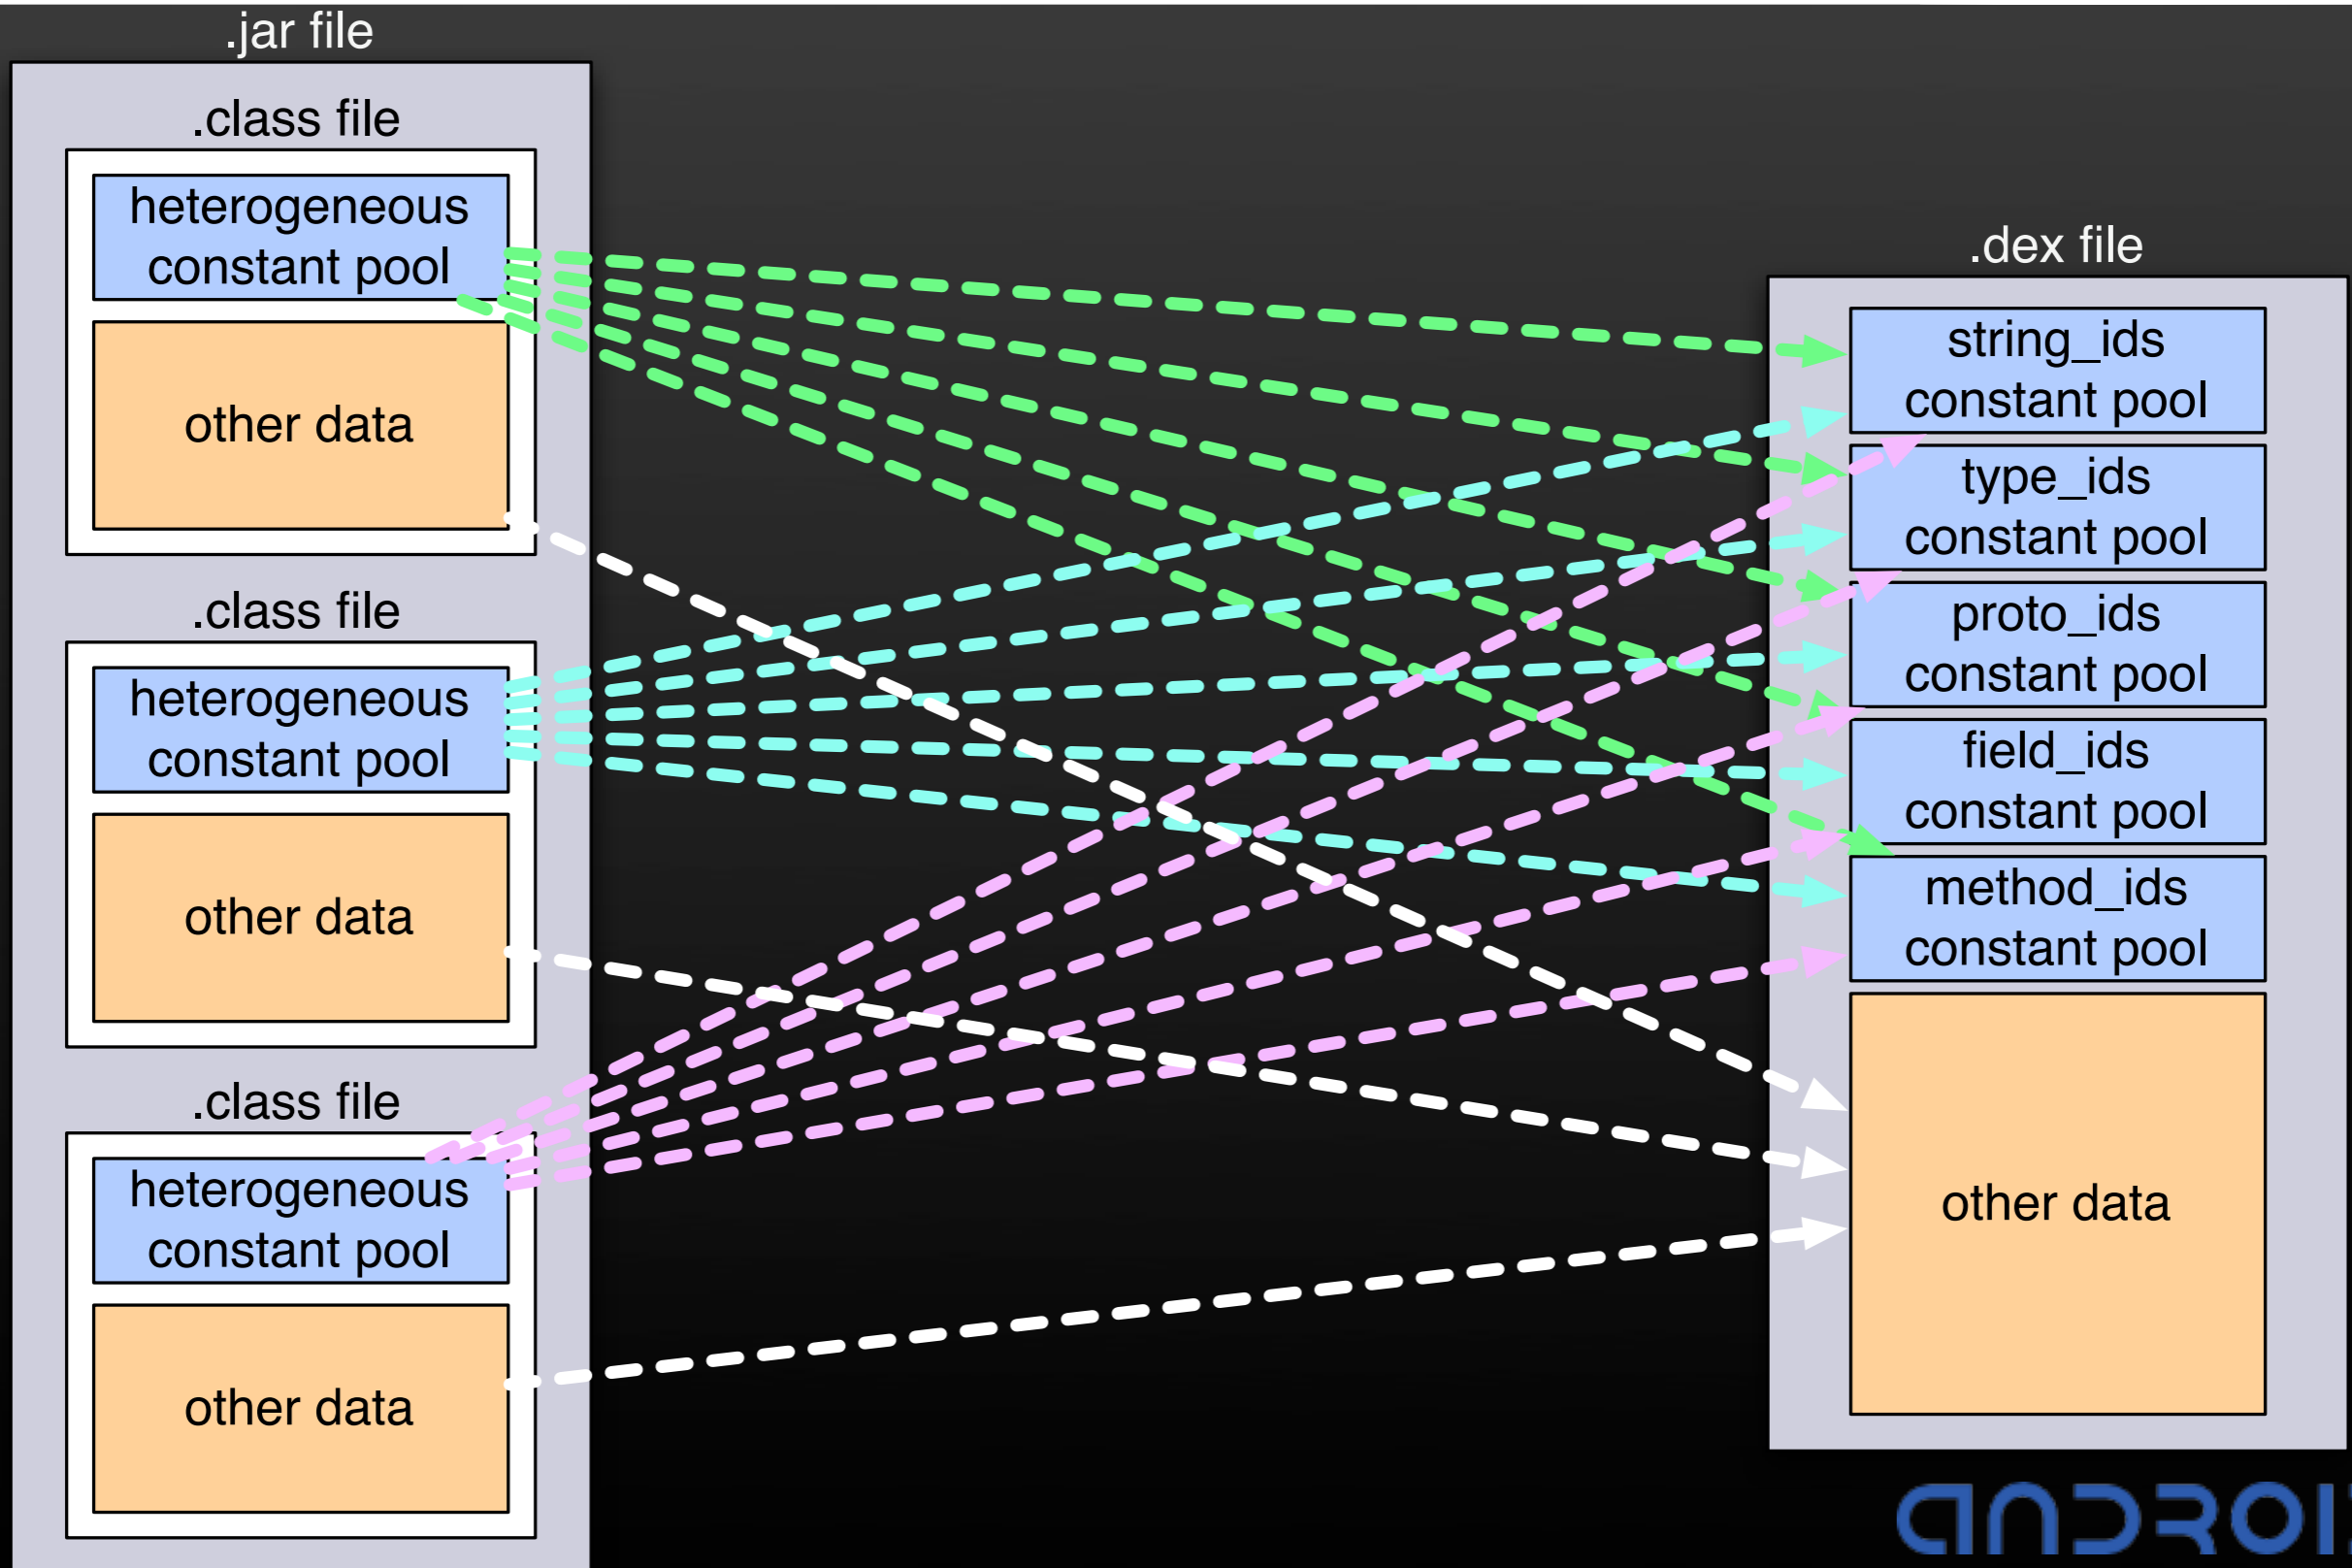 .jar file
.class file
heterogeneous
constant pool
other data
.class file
heterogeneous
constant pool
other data
.class file
heterogeneous
constant pool
other data
.dex file
string_ids
constant pool
type_ids
constant pool
proto_ids
constant pool
field_ids
constant pool
method_ids
constant pool
other data
ANDROI